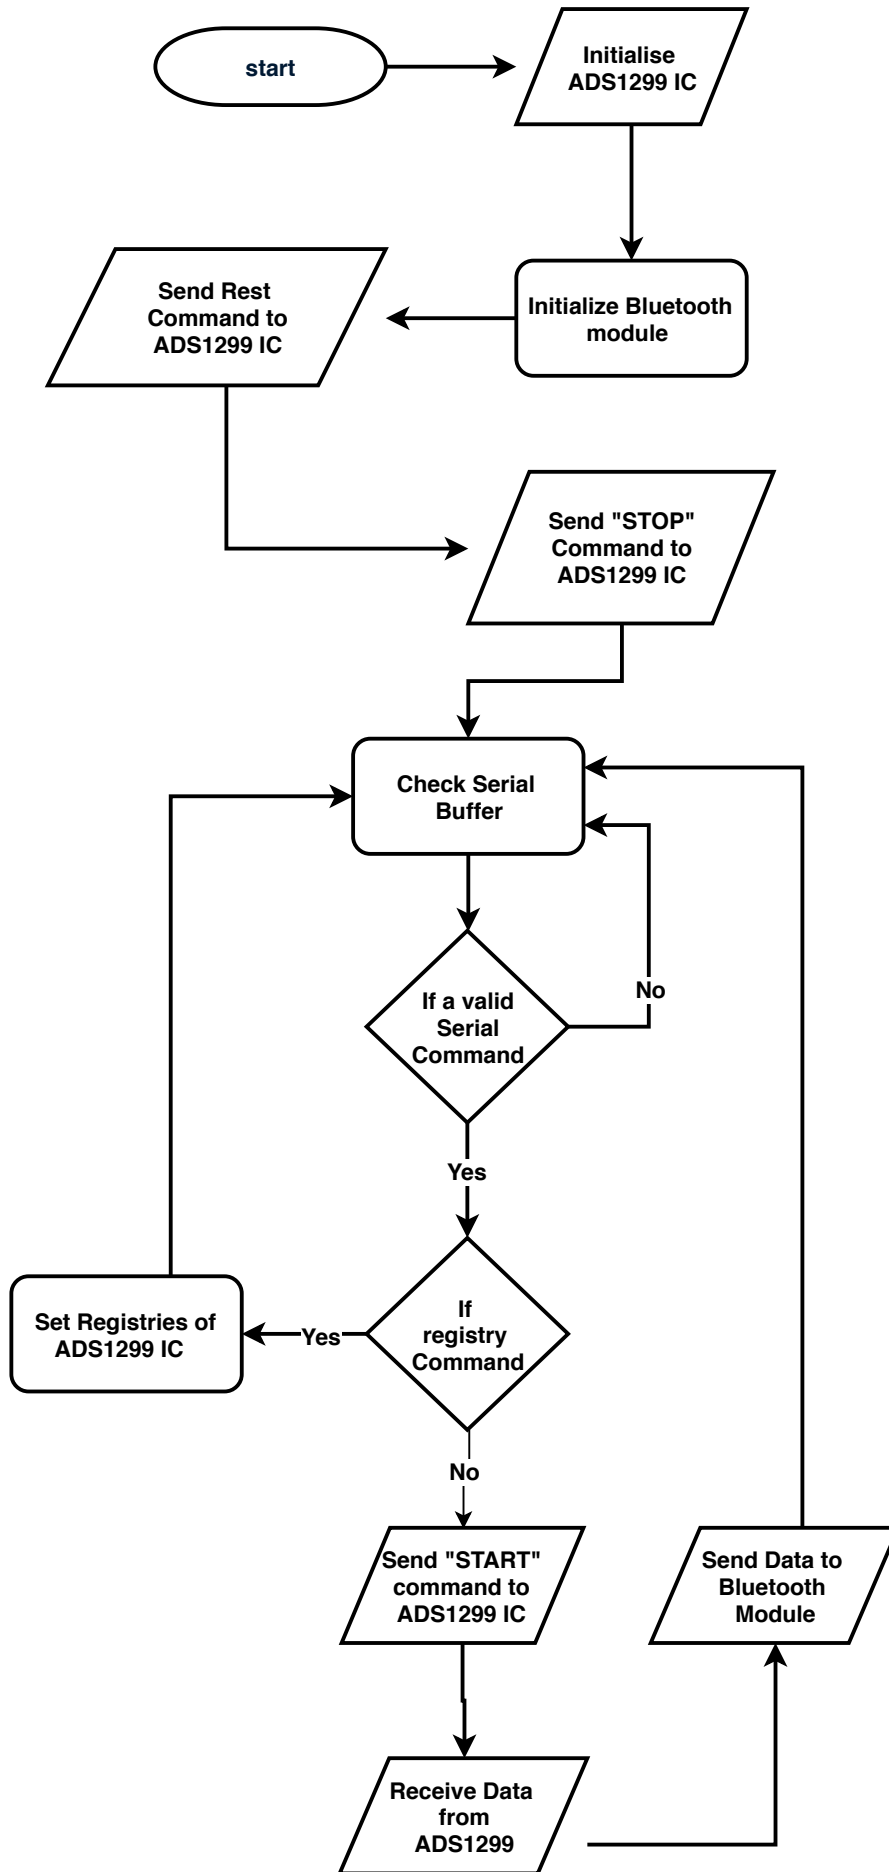 start
Initialise
ADS1299 IC
Initialize Bluetooth
module
Send Rest
Command to
ADS1299 IC
Send "STOP"
Command to
ADS1299 IC
Check Serial
Buffer
If a valid
Serial
Command
No
Yes
If
registry
Command
Yes
Set Registries of
ADS1299 IC
No
Send "START"
command to
ADS1299 IC
Receive Data
from
ADS1299
Send Data to
Bluetooth
Module